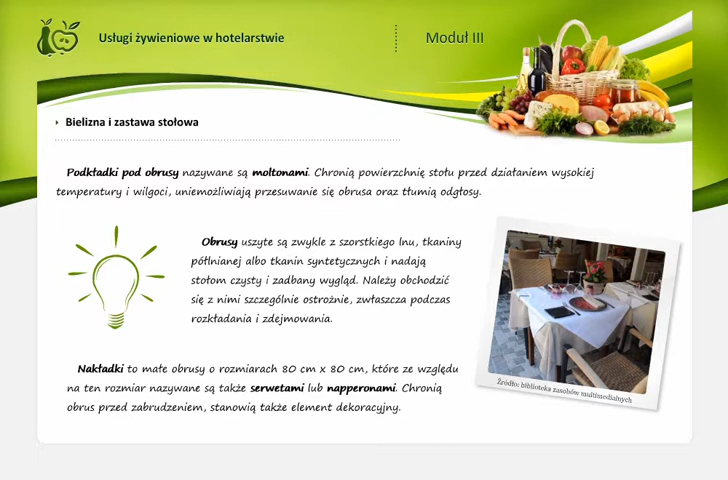 Usługi żywieniowe w hotelarstwie
Moduł III
Bielizna i zastawa stołowa
Podkładki pod obrusy nazywane są moltonami. Chronią powierzchnię stołu przed działaniem wysokiej
temperatury i wilgoci, uniemożliwiają przesuwanie się obrusa oraz tłumią odgłosy.
Obrusy uszyte są zwykle z szorstkiego lnu, tkaniny
półlnianej albo tkanin syntetycznych i nadają
stołom czysty i zadbany wygląd. Należy obchodzić
się z nimi szczególnie ostrożnie, zwłaszcza podczas
rozkładania i zdejmowania.
Nakładki to małe obrusy o rozmiarach 80 cm x 80 cm, które ze względu
na ten rozmiar nazywane są także serwetami lub napperonami. Chronią
obrus przed zabrudzeniem, stanowią także element dekoracyjny.
Źródło: biblioteka zasobów multimedialnych